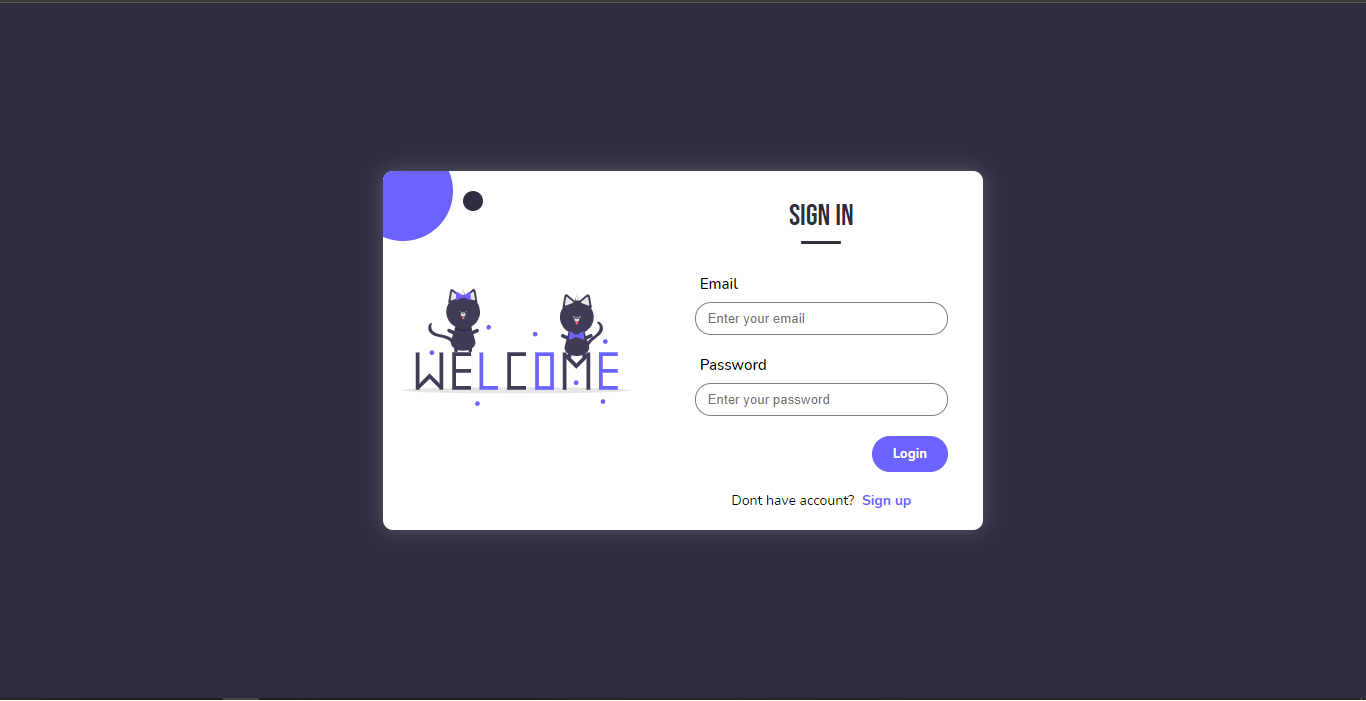 WELCOME
SIGN IN
Email
Enter your email
Password
Enter your password
Login
Dont have account? Sign up